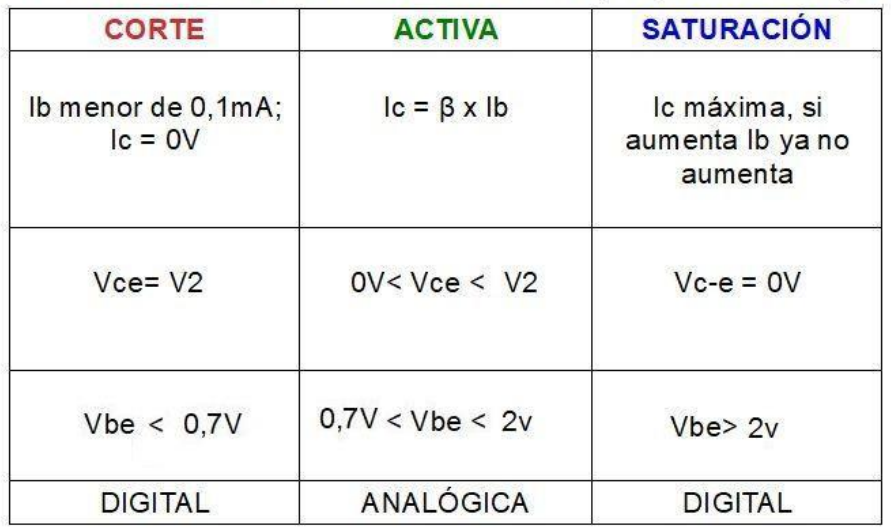 CORTE ACTIVA SATURACIÓN
Ib menor de 0,1mA;
Ic = 0V
Ic = β x Ib
Ic máxima, si
aumenta Ib ya no
aumenta
Vce= V2
0V< Vce < V2
Vc-e = 0V
Vbe < 0,7V
0,7V < Vbe < 2v
Vbe> 2v
DIGITAL ANALÓGICA DIGITAL